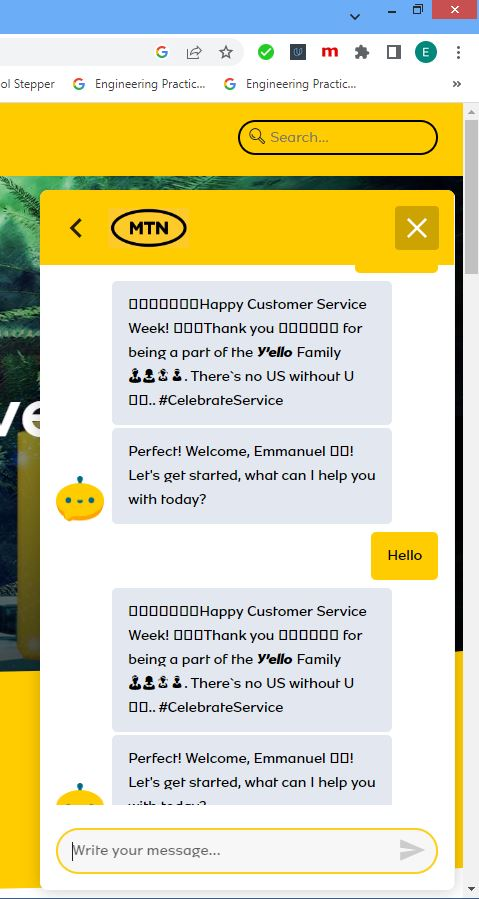 E
ol Stepper
Engineering Practic...
Engineering Practic...
»
Search...
MTN
▯▯▯▯▯▯▯Happy Customer Service
Week! ▯▯▯Thank you ▯▯▯▯▯▯ for
being a part of the Y'ello Family
. There`s no US without U
▯▯.. #CelebrateService
Perfect! Welcome, Emmanuel ▯▯!
Let's get started, what can I help you
with today?
Hello
▯▯▯▯▯▯▯Happy Customer Service
Week! ▯▯▯Thank you ▯▯▯▯▯▯ for
being a part of the Y'ello Family
. There`s no US without U
▯▯.. #CelebrateService
Perfect! Welcome, Emmanuel ▯▯!
Let's get started, what can I help you
with today?
Write your message...